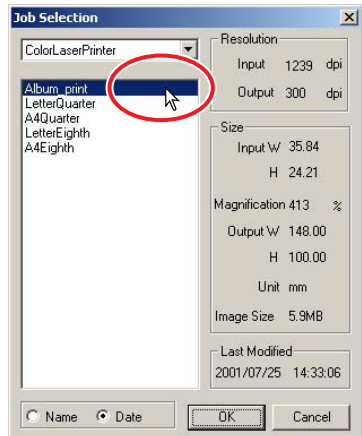 Job Selection
ColorLaserPrinter
Album_print
LetterQuarter
A4Quarter
LetterEighth
A4Eighth
Name Date
Resolution
Input 1239 dpi
Output 300 dpi
Size
Input W 35.84
H 24.21
Magnification 413 %
Output W 148.00
H 100.00
Unit mm
Image Size 5.9MB
Last Modified
2001/07/25 14:33:06
OK Cancel